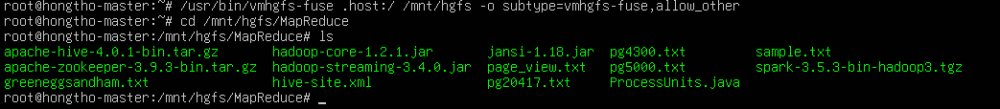 root@hongtho-master:~# /usr/bin/vmhgfs-fuse .host:/ /mnt/hgfs -o subtype=vmhgfs-fuse,allow_other
root@hongtho-master:~# cd /mnt/hgfs/MapReduce
root@hongtho-master:/mnt/hgfs/MapReduce# ls
apache-hive-4.0.1-bin.tar.gz hadoop-core-1.2.1.jar jansi-1.18.jar pg4300.txt sample.txt
apache-zookeeper-3.9.3-bin.tar.gz hadoop-streaming-3.4.0.jar page_view.txt pg5000.txt spark-3.5.3-bin-hadoop3.tgz
greeneggsandham.txt hive-site.xml pg20417.txt ProcessUnits.java
root@hongtho-master:/mnt/hgfs/MapReduce# _